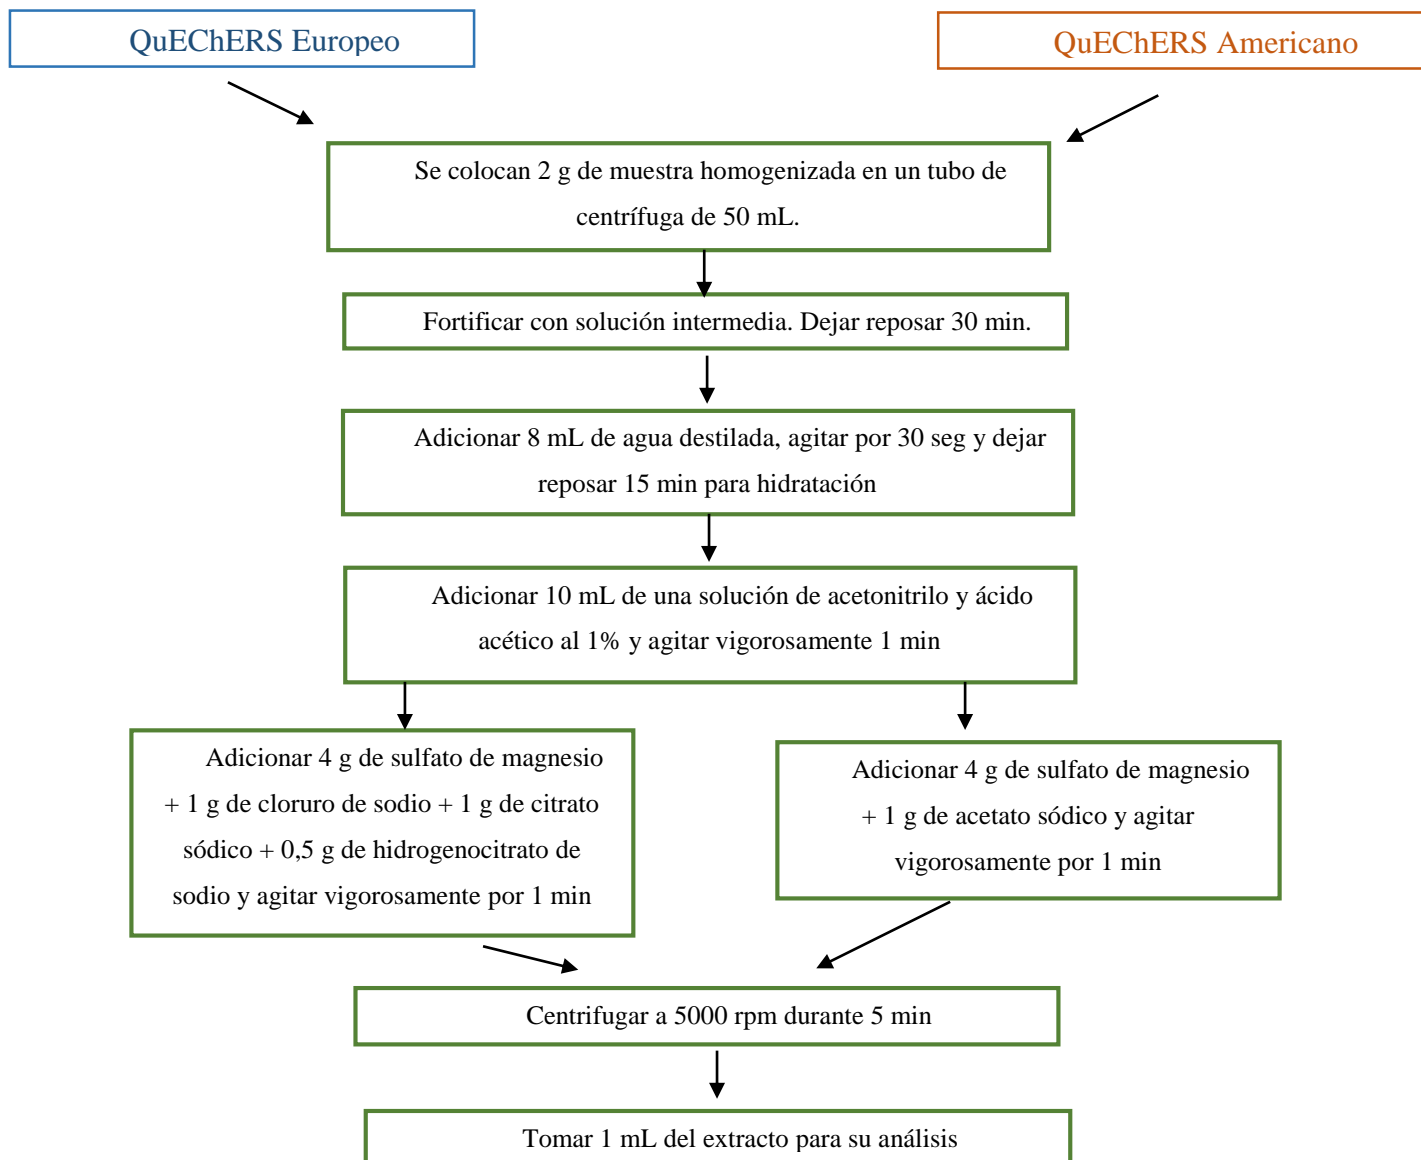 QuEChERS Europeo
QuEChERS Americano
Se colocan 2 g de muestra homogenizada en un tubo de
centrífuga de 50 mL.
Fortificar con solución intermedia. Dejar reposar 30 min.
Adicionar 8 mL de agua destilada, agitar por 30 seg y dejar
reposar 15 min para hidratación
Adicionar 10 mL de una solución de acetonitrilo y ácido
acético al 1% y agitar vigorosamente 1 min
Adicionar 4 g de sulfato de magnesio
+ 1 g de cloruro de sodio + 1 g de citrato
sódico + 0,5 g de hidrogenocitrato de
sodio y agitar vigorosamente por 1 min
Adicionar 4 g de sulfato de magnesio
+ 1 g de acetato sódico y agitar
vigorosamente por 1 min
Centrifugar a 5000 rpm durante 5 min
Tomar 1 mL del extracto para su análisis